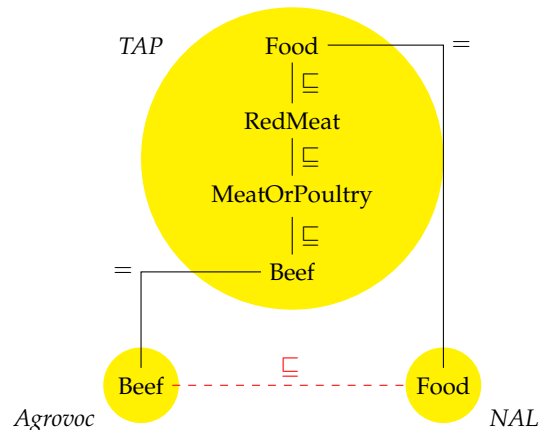 TAP Food =
⊑
RedMeat
⊑
MeatOrPoultry
⊑
= Beef
⊑
Beef Food
Agrovoc NAL